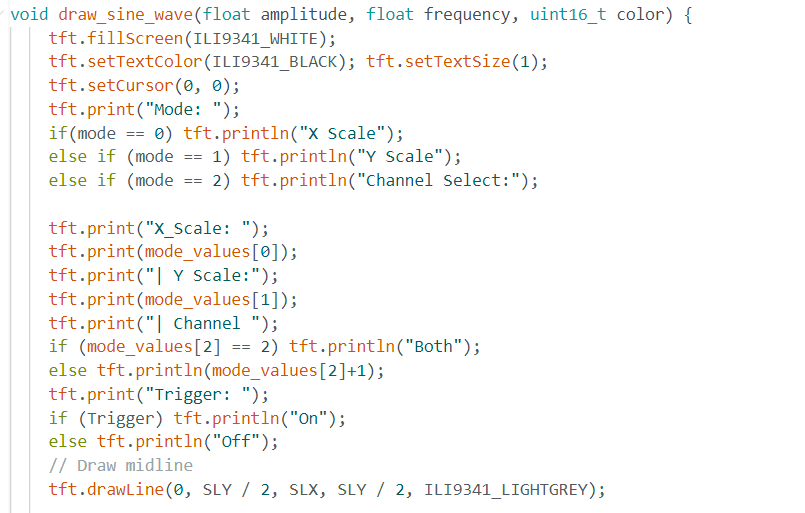 void draw_sine_wave(float amplitude, float frequency, uint16_t color) {
tft.fillScreen(ILI9341_WHITE);
tft.setTextColor(ILI9341_BLACK); tft.setTextSize(1);
tft.setCursor(0, 0);
tft.print("Mode: ");
if(mode == 0) tft.println("X Scale");
else if (mode == 1) tft.println("Y Scale");
else if (mode == 2) tft.println("Channel Select:");
tft.print("X_Scale: ");
tft.print(mode_values[0]);
tft.print("| Y Scale:");
tft.print(mode_values[1]);
tft.print("| Channel ");
if (mode_values[2] == 2) tft.println("Both");
else tft.println(mode_values[2]+1);
tft.print("Trigger: ");
if (Trigger) tft.println("On");
else tft.println("Off");
// Draw midline
tft.drawLine(0, SLY / 2, SLX, SLY / 2, ILI9341_LIGHTGREY);